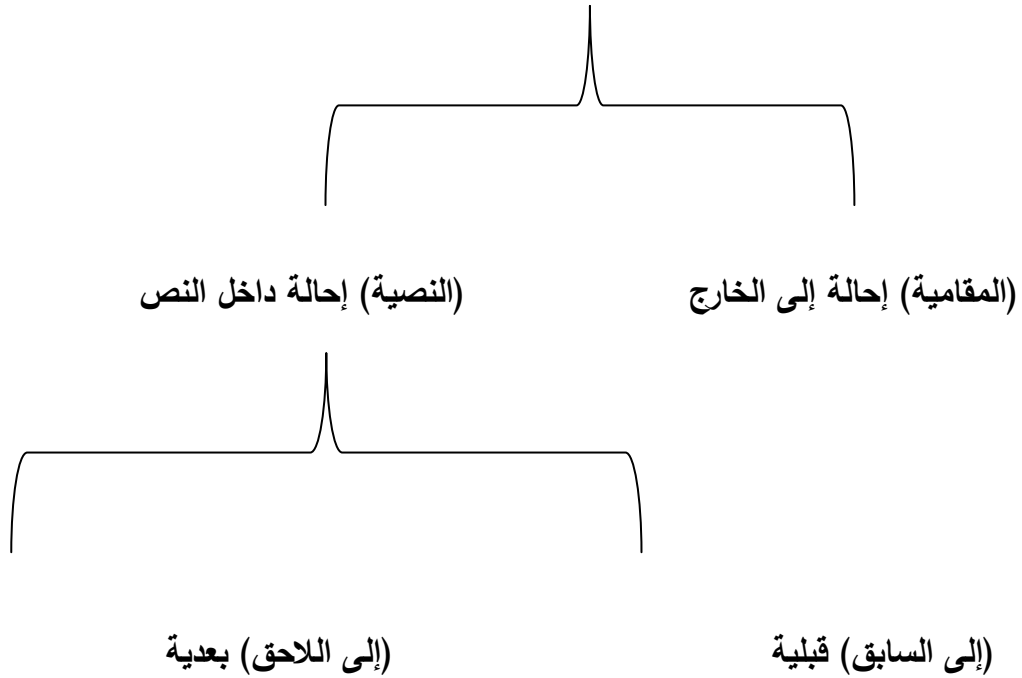 (المقامية) إحالة إلى الخارج
(النصية) إحالة داخل النص
(إلى السابق) قبلية
(إلى اللاحق) بعدية